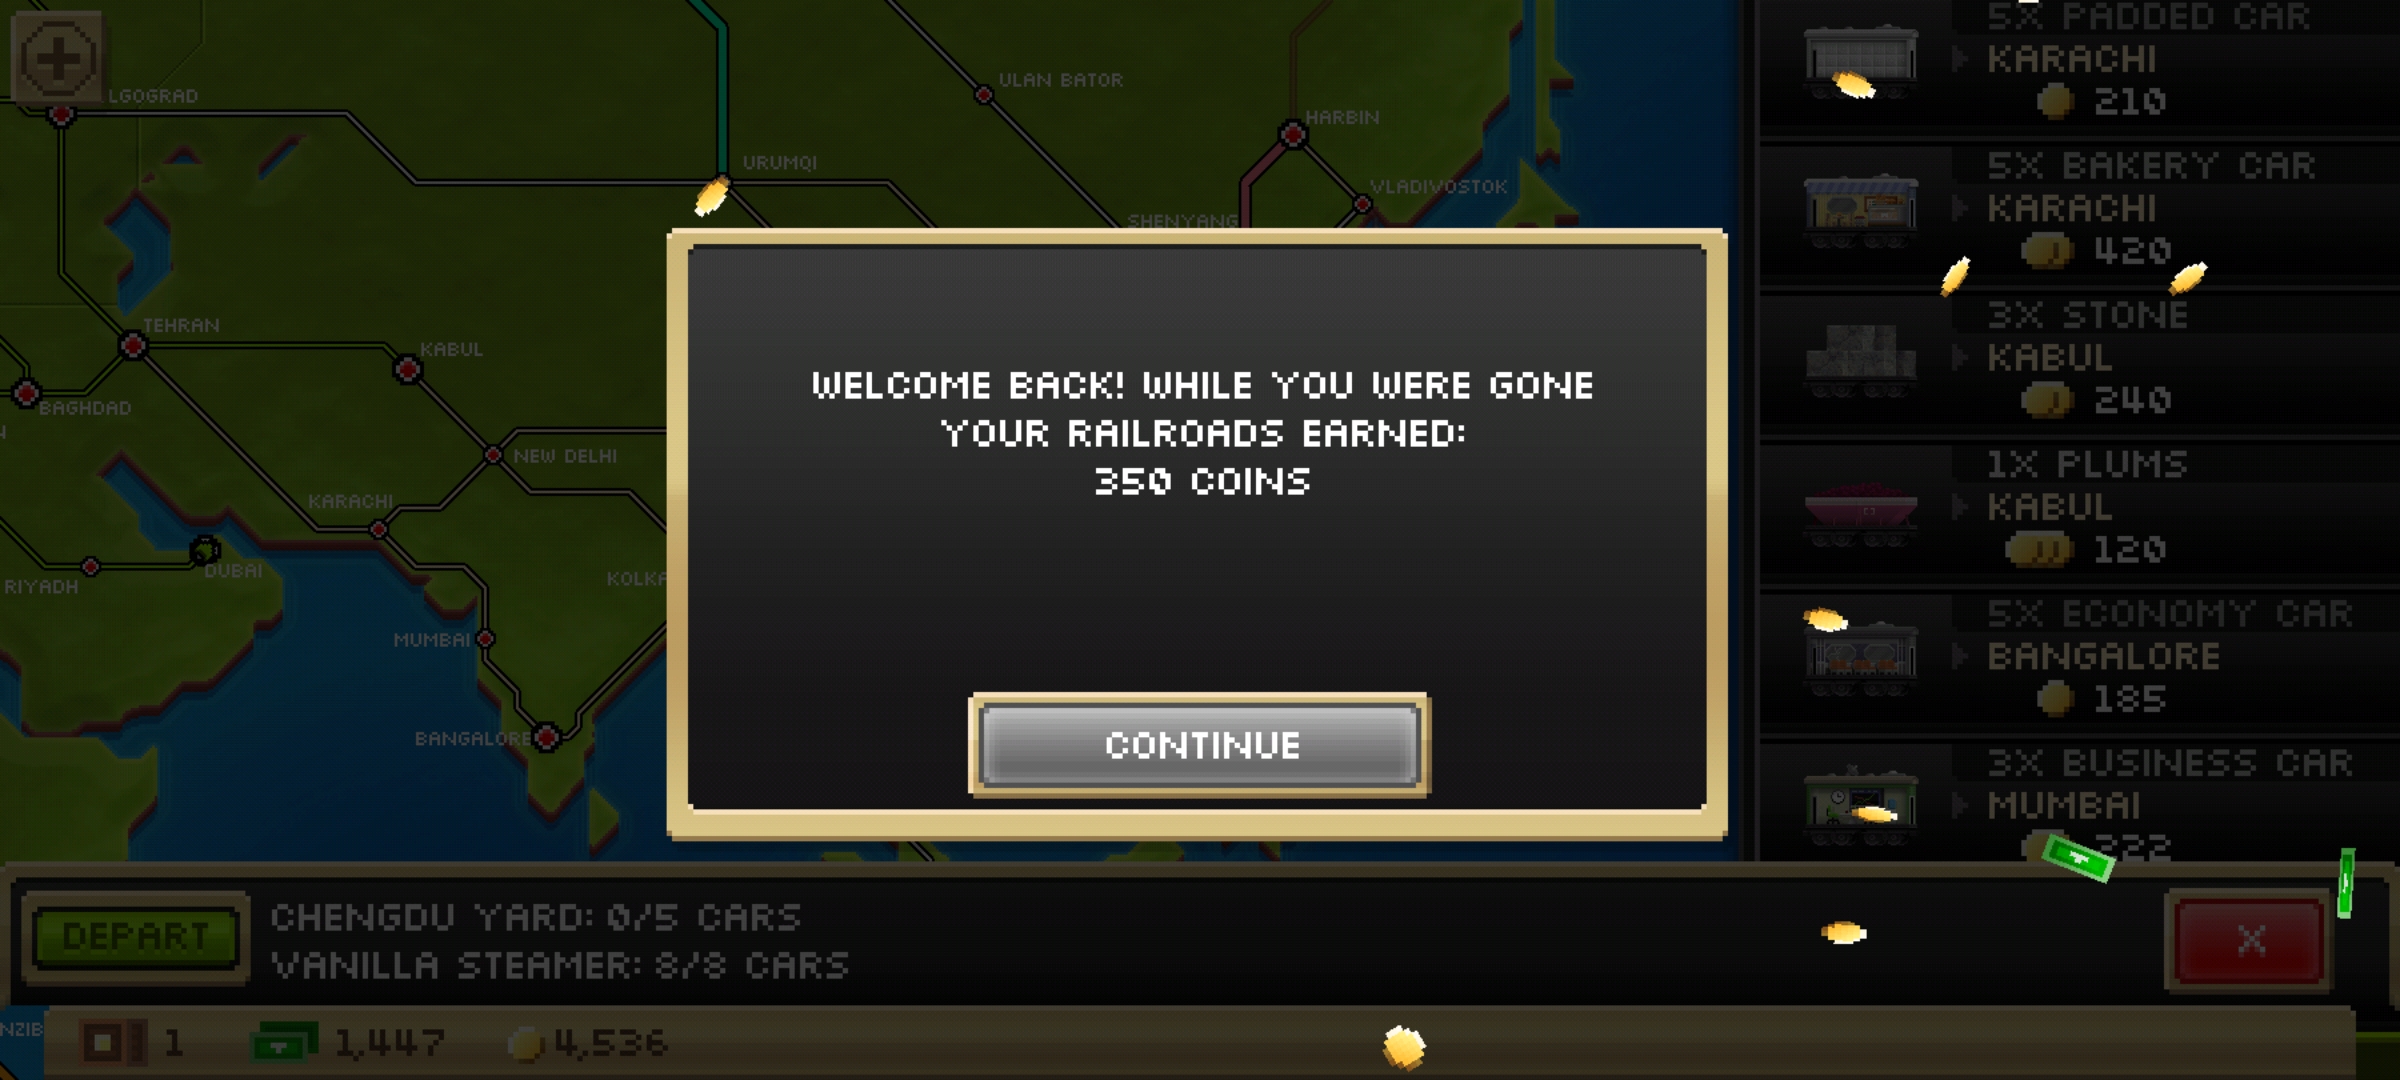 LGOGRAD
ULAN BATOR
HARBIN
URUMQI
VLADIVOSTOK
SHENYANG
TEHRAN
KABUL
BAGHDAD
NEW DELHI
KARACHI
DUBAI
RIYADH
KOLKA
MUMBAI
BANGALORE
WELCOME BACK! WHILE YOU WERE GONE
YOUR RAILROADS EARNED:
350 COINS
CONTINUE
5X PADDED CAR
KARACHI
210
5X BAKERY CAR
KARACHI
420
3X STONE
KABUL
240
1X PLUMS
KABUL
120
5X ECONOMY CAR
BANGALORE
185
3X BUSINESS CAR
MUMBAI
322
DEPART
CHENGDU YARD: 0/5 CARS
VANILLA STEAMER: 8/8 CARS
X
NZIB
1
1,447
4,536